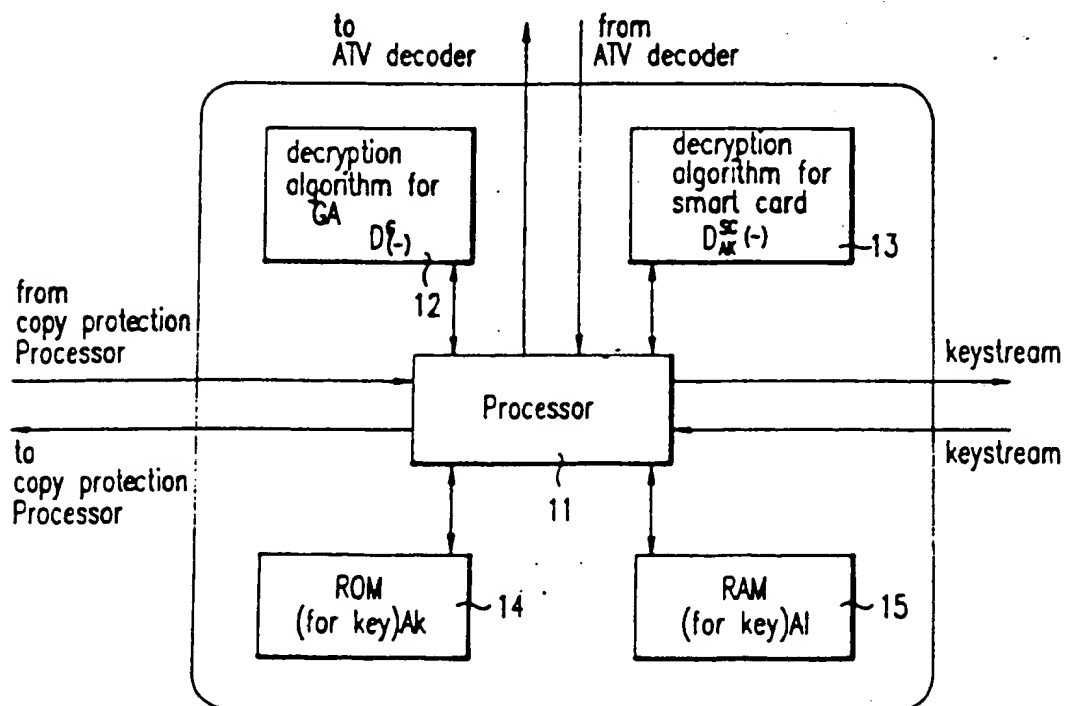 to
ATV decoder
from
ATV decoder
decryption
algorithm for
GA
D^c_(-)
12
decryption
algorithm for
smart card
D^SC_AK (-)
13
from
copy protection
Processor
keystream
Processor
11
to
copy protection
Processor
keystream
ROM
(for key)Ak
14
RAM
(for key)Al
15